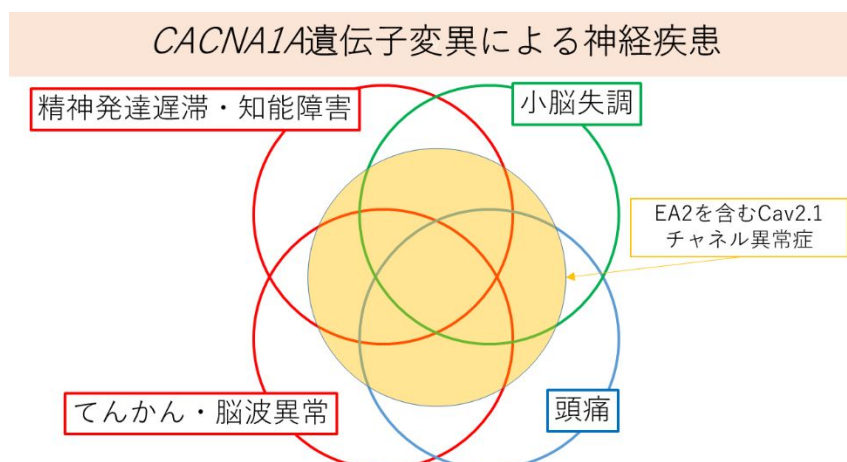 CACNA1A遺伝子変異による神経疾患
精神発達遅滞・知能障害
小脳失調
EA2を含むCav2.1
チャネル異常症
てんかん・脳波異常
頭痛